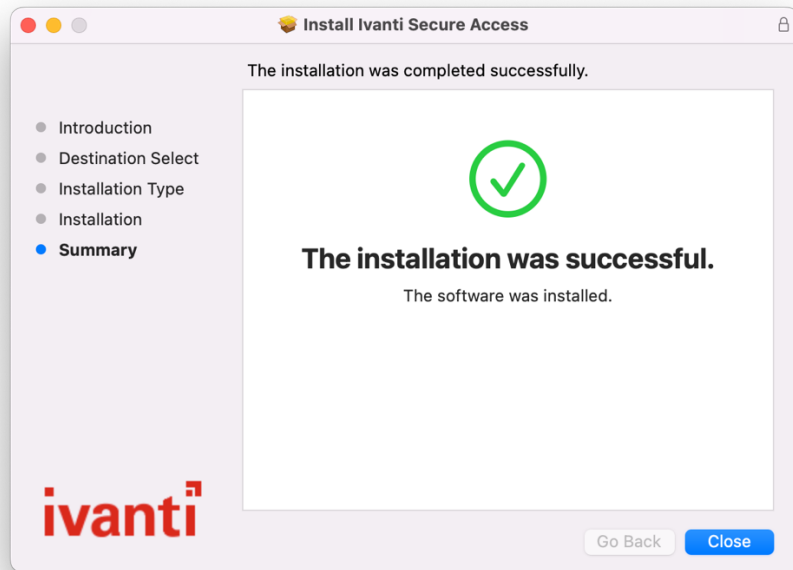 Install Ivanti Secure Access
The installation was completed successfully.
Introduction
Destination Select
Installation Type
Installation
Summary
The installation was successful.
The software was installed.
ivanti
Go Back
Close